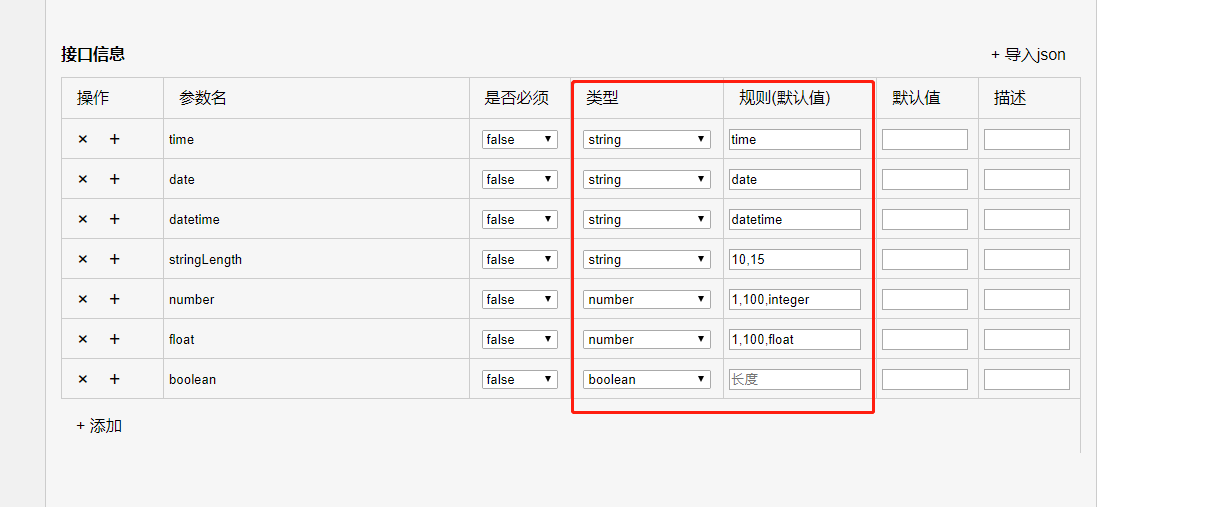 接口信息 + 导入json
操作 参数名 是否必须 类型 规则(默认值) 默认值 描述
× + time false string time
× + date false string date
× + datetime false string datetime
× + stringLength false string 10,15
× + number false number 1,100,integer
× + float false number 1,100,float
× + boolean false boolean 长度
+ 添加